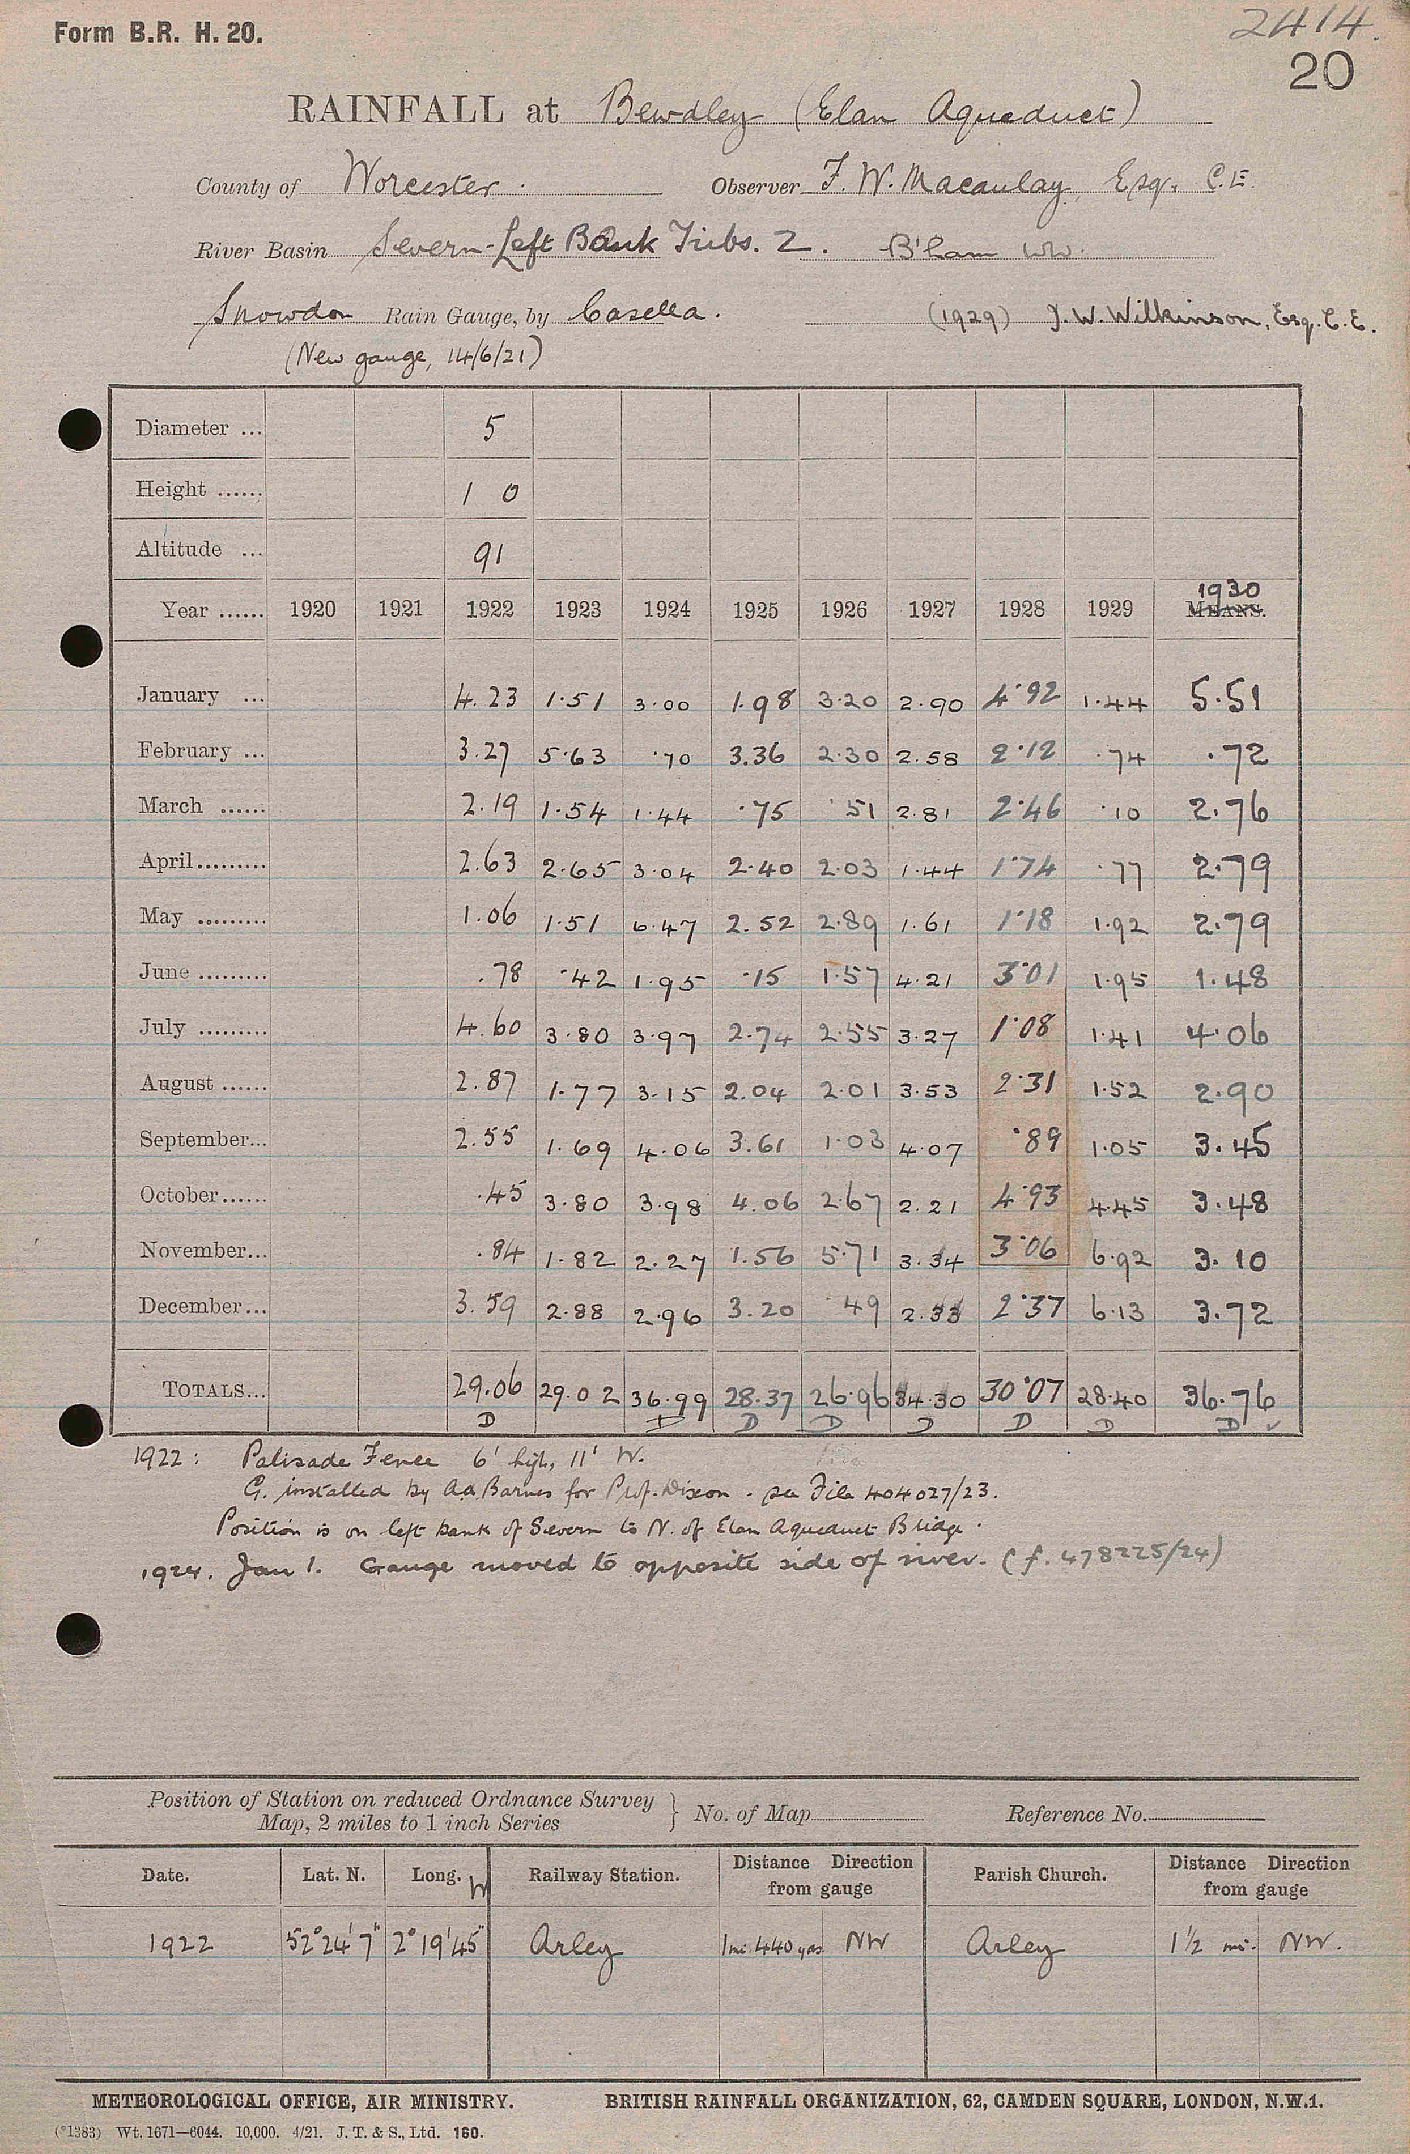 Form B.R. H. 20.
2414.
20
RAINFALL at Bewdley (Elan Aqueduct)
County of Worcester. Observer F. W. Macaulay, Esq. C.E.
River Basin Severn-Left Bank Tribs. 2. B'ham WW.
Snowdon Rain Gauge, by Casella. (1929) J. W. Wilkinson, Esq. C. E.
(New gauge, 14/6/21)
Diameter ... 5
Height ...... 1 0
Altitude ... 91
Year ...... 1920 1921 1922 1923 1924 1925 1926 1927 1928 1929 1930 MEANS.
January ... 4.23 1.51 3.00 1.98 3.20 2.90 4.92 1.44 5.51
February ... 3.27 5.63 .70 3.36 2.30 2.58 2.12 .74 .72
March ...... 2.19 1.54 1.44 .75 .51 2.81 2.46 .10 2.76
April......... 2.63 2.65 3.04 2.40 2.03 1.44 1.74 .77 2.79
May ......... 1.06 1.51 6.47 2.52 2.89 1.61 1.18 1.92 2.79
June ......... .78 .42 1.95 .15 1.57 4.21 3.01 1.95 1.48
July ......... 4.60 3.80 3.97 2.74 2.55 3.27 1.08 1.41 4.06
August ...... 2.87 1.77 3.15 2.04 2.01 3.53 2.31 1.52 2.90
September... 2.55 1.69 4.06 3.61 1.03 4.07 .89 1.05 3.45
October...... .45 3.80 3.98 4.06 2.67 2.21 4.93 4.45 3.48
November... .84 1.82 2.27 1.56 5.71 3.34 3.06 6.92 3.10
December... 3.59 2.88 2.96 3.20 .49 2.33 2.37 6.13 3.72
TOTALS... 29.06 29.02 36.99 28.37 26.96 34.30 30.07 28.40 36.76
D D D D D D D D ✓
1922: Palisade Fence 6' high, 11' W.
G. installed by A.A. Barnes for Prof. Dixon. see File 404027/23.
Position is on left bank of Severn to N. of Elan Aqueduct Bridge.
1924. Jan 1. Gauge moved to opposite side of river. (f. 478225/24)
Position of Station on reduced Ordnance Survey Map, 2 miles to 1 inch Series } No. of Map Reference No.
Date. Lat. N. Long. W Railway Station. Distance Direction from gauge Parish Church. Distance Direction from gauge
1922 52°24'7" 2°19'45" Arley 1mi 440 yds NW Arley 1½ mi. NW.
METEOROLOGICAL OFFICE, AIR MINISTRY. BRITISH RAINFALL ORGANIZATION, 62, CAMDEN SQUARE, LONDON, N.W.1.
(*1383) Wt. 1671—6044. 10,000. 4/21. J. T. & S., Ltd. 160.